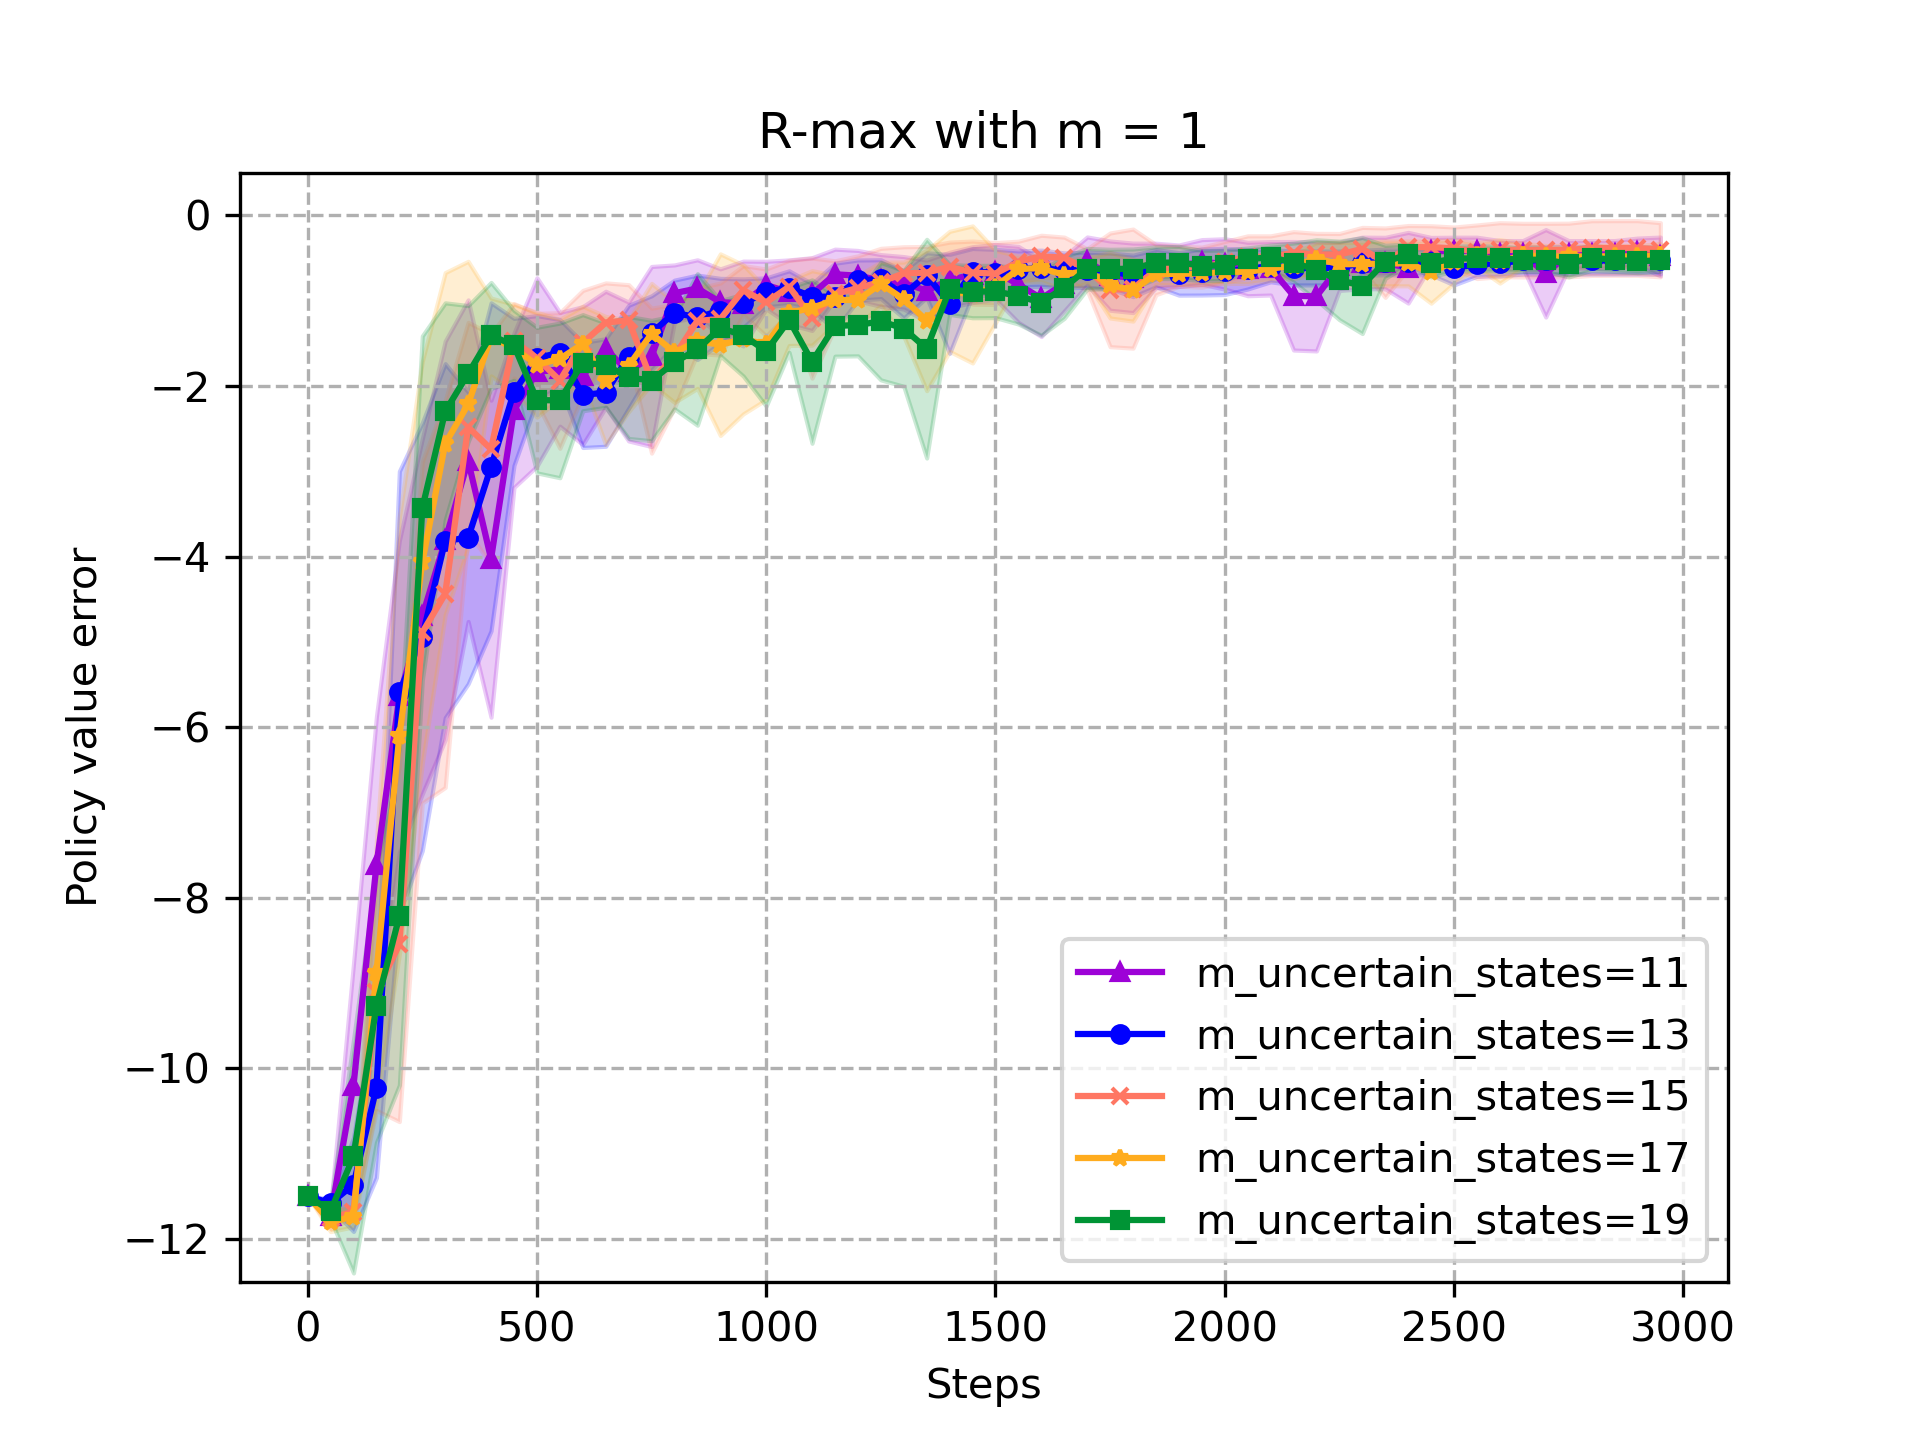 R-max with m = 1
Policy value error
0
−2
−4
−6
−8
−10
−12
m_uncertain_states=11
m_uncertain_states=13
m_uncertain_states=15
m_uncertain_states=17
m_uncertain_states=19
0 500 1000 1500 2000 2500 3000
Steps